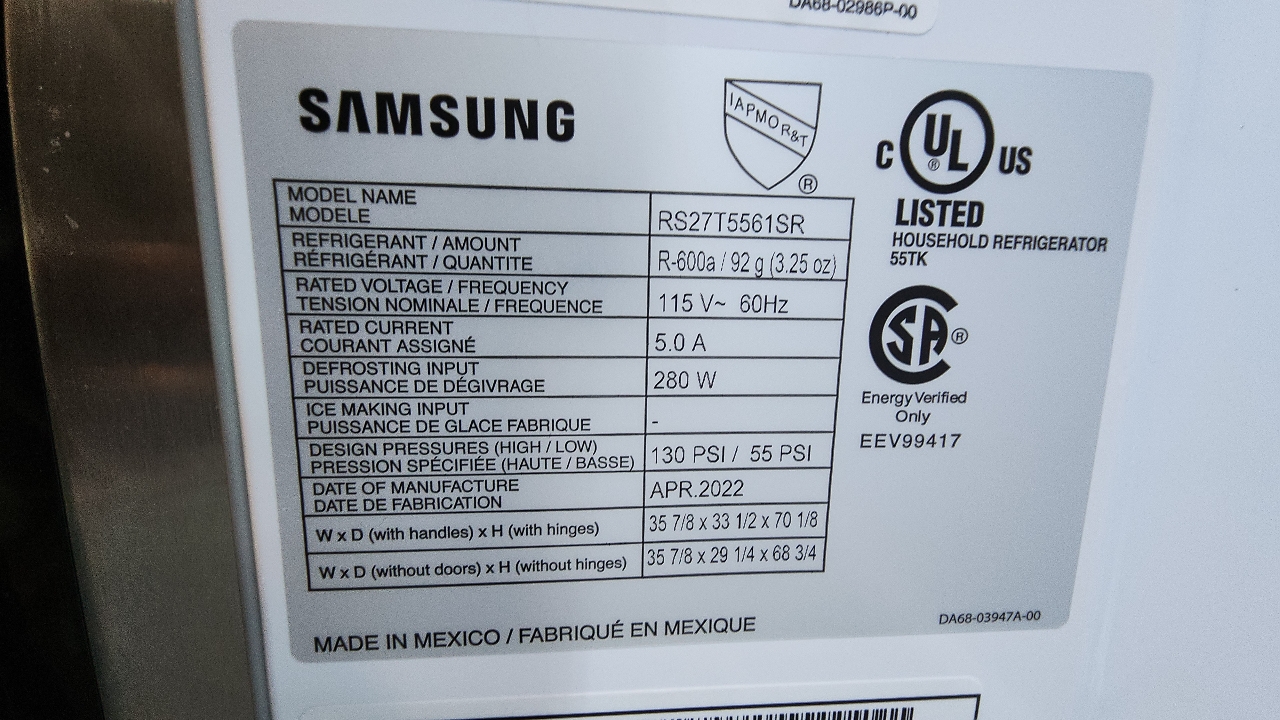 DA68-02986P-00
SAMSUNG
IAPMO R&T
®
C UL ® US
LISTED
HOUSEHOLD REFRIGERATOR
55TK
MODEL NAME
MODELE
RS27T5561SR
REFRIGERANT / AMOUNT
RÉFRIGÉRANT / QUANTITE
R-600a / 92 g (3.25 oz)
RATED VOLTAGE / FREQUENCY
TENSION NOMINALE / FREQUENCE
115 V~ 60Hz
RATED CURRENT
COURANT ASSIGNÉ
5.0 A
DEFROSTING INPUT
PUISSANCE DE DÉGIVRAGE
280 W
ICE MAKING INPUT
PUISSANCE DE GLACE FABRIQUE
-
DESIGN PRESSURES (HIGH / LOW)
PRESSION SPÉCIFIÉE (HAUTE / BASSE)
130 PSI / 55 PSI
DATE OF MANUFACTURE
DATE DE FABRICATION
APR.2022
W x D (with handles) x H (with hinges)
35 7/8 x 33 1/2 x 70 1/8
W x D (without doors) x H (without hinges)
35 7/8 x 29 1/4 x 68 3/4
CSA ®
Energy Verified
Only
EEV99417
MADE IN MEXICO / FABRIQUÉ EN MEXIQUE
DA68-03947A-00